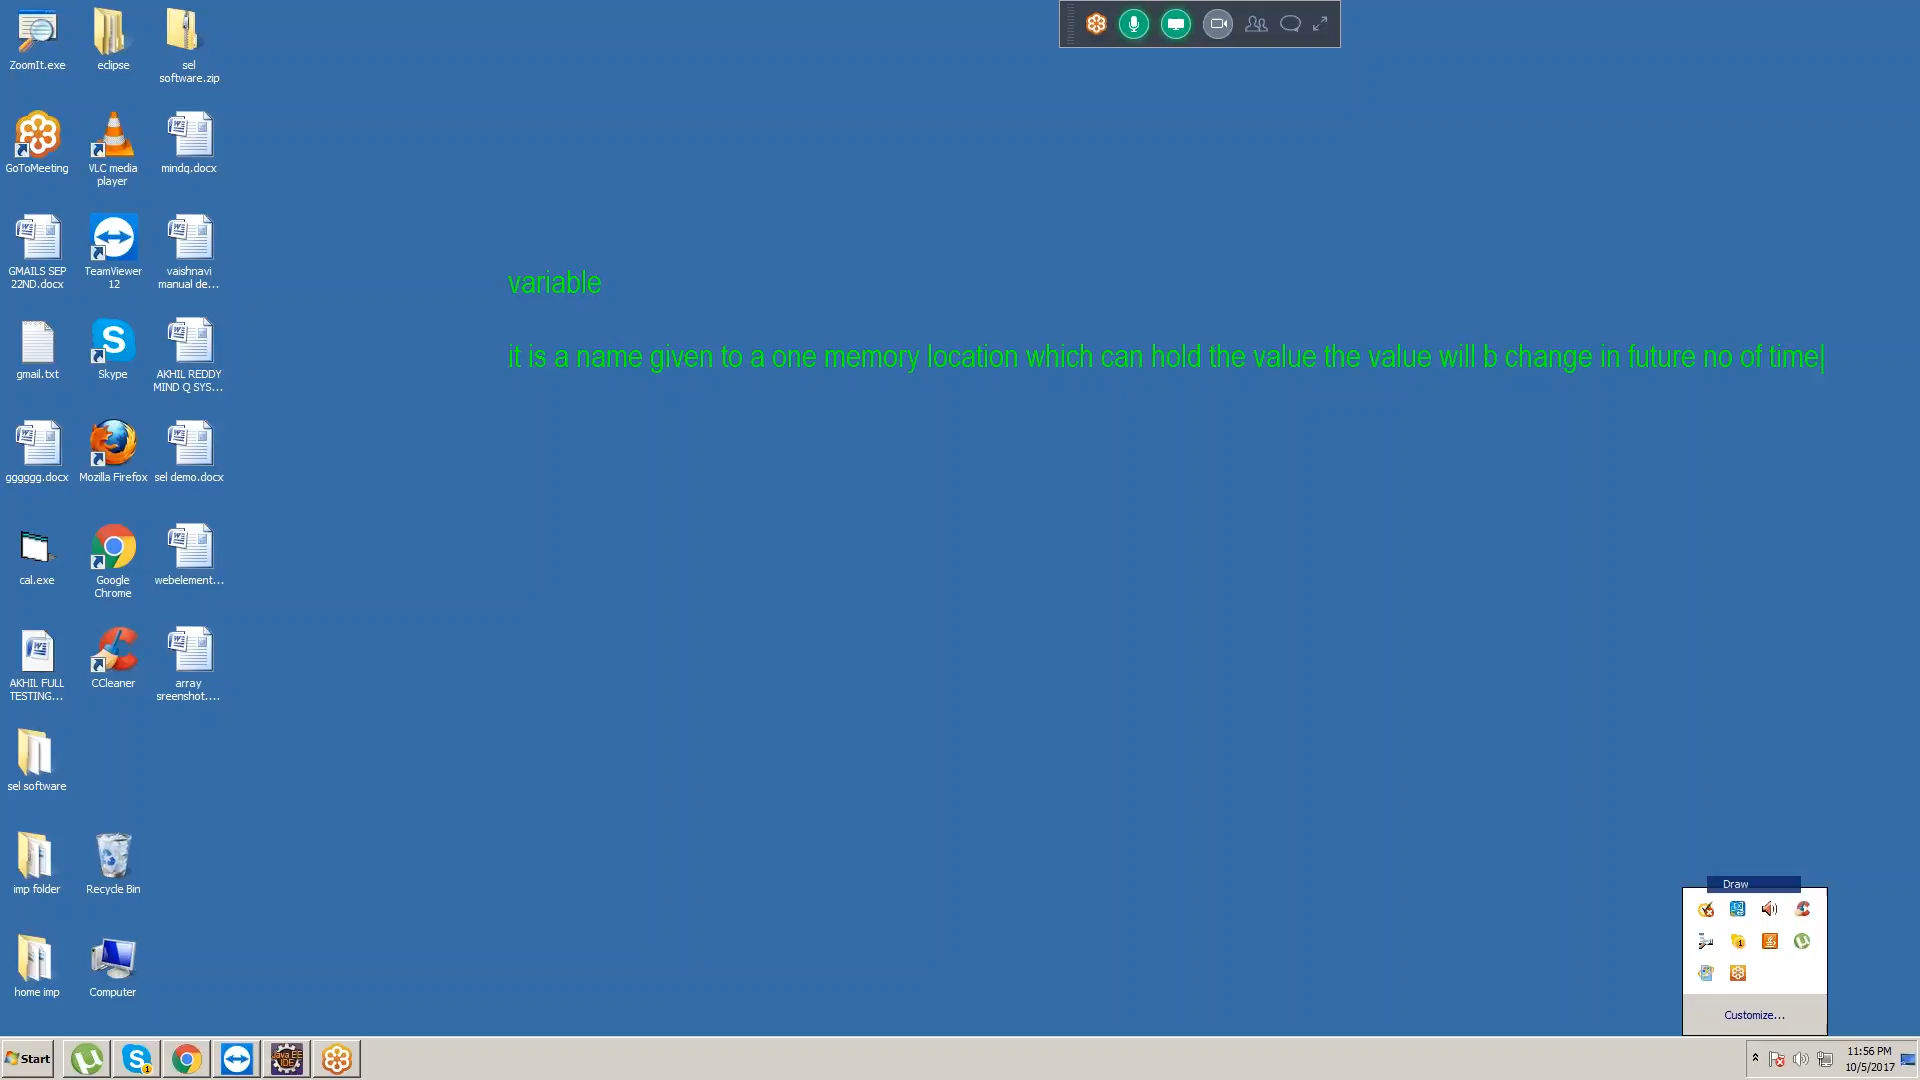 ZoomIt.exe
eclipse
sel
software.zip
GoToMeeting
VLC media
player
mindq.docx
GMAILS SEP
22ND.docx
TeamViewer
12
vaishnavi
manual de...
variable
it is a name given to a one memory location which can hold the value the value will b change in future no of time
gmail.txt
Skype
AKHIL REDDY
MIND Q SYS...
gggggg.docx
Mozilla Firefox
sel demo.docx
cal.exe
Google
Chrome
webelement...
AKHIL FULL
TESTING...
CCleaner
array
sreenshot....
sel software
imp folder
Recycle Bin
home imp
Computer
Draw
Customize...
Start
Java EE
IDE
11:56 PM
10/5/2017